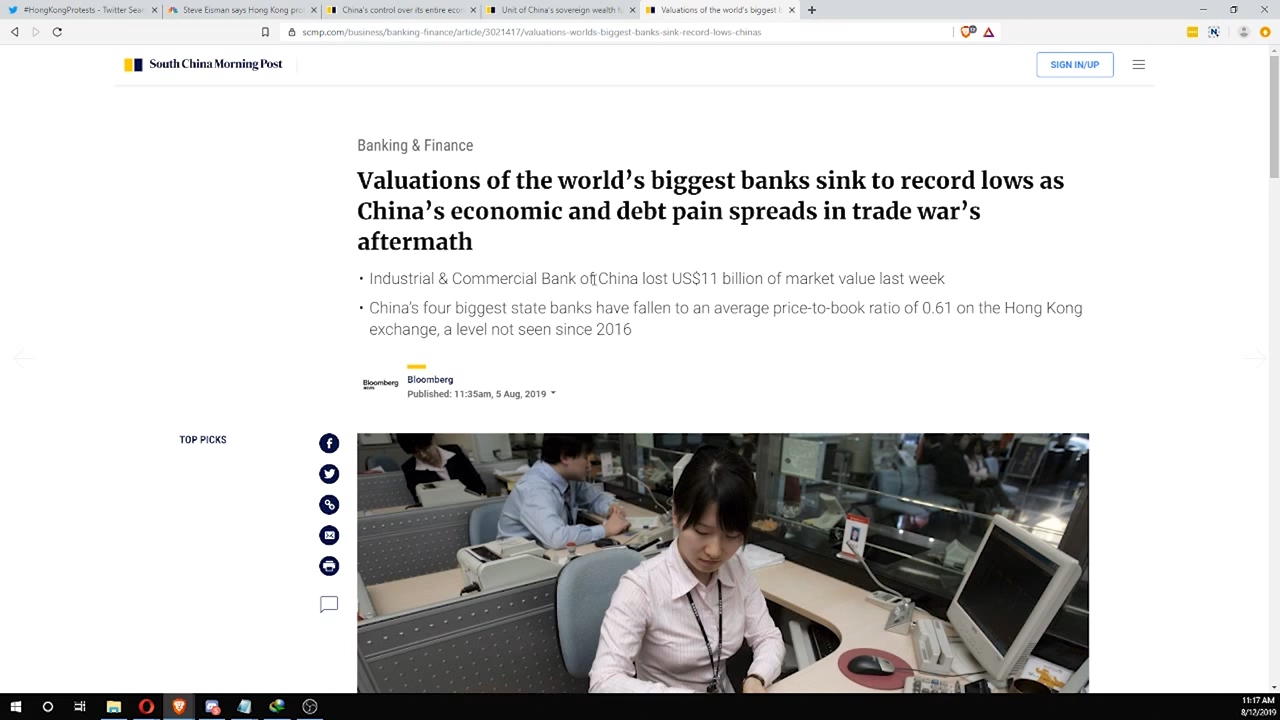 #HongKongProtests - Twitter Sear
Steve Eisman says Hong Kong pro
China's control over its entire econ
Unit of China's sovereign wealth f
Valuations of the world's biggest b
scmp.com/business/banking-finance/article/3021417/valuations-worlds-biggest-banks-sink-record-lows-chinas
South China Morning Post
SIGN IN/UP
Banking & Finance
Valuations of the world’s biggest banks sink to record lows as
China’s economic and debt pain spreads in trade war’s
aftermath
• Industrial & Commercial Bank of China lost US$11 billion of market value last week
• China’s four biggest state banks have fallen to an average price-to-book ratio of 0.61 on the Hong Kong
exchange, a level not seen since 2016
Bloomberg
Bloomberg
Published: 11:35am, 5 Aug, 2019
TOP PICKS
11:17 AM
8/12/2019